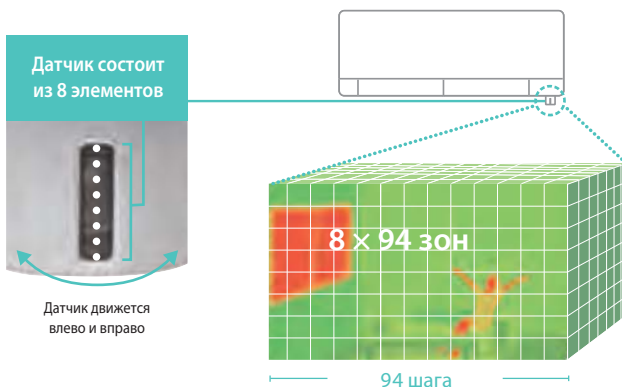 Датчик состоит
из 8 элементов
8 × 94 зон
Датчик движется
влево и вправо
94 шага